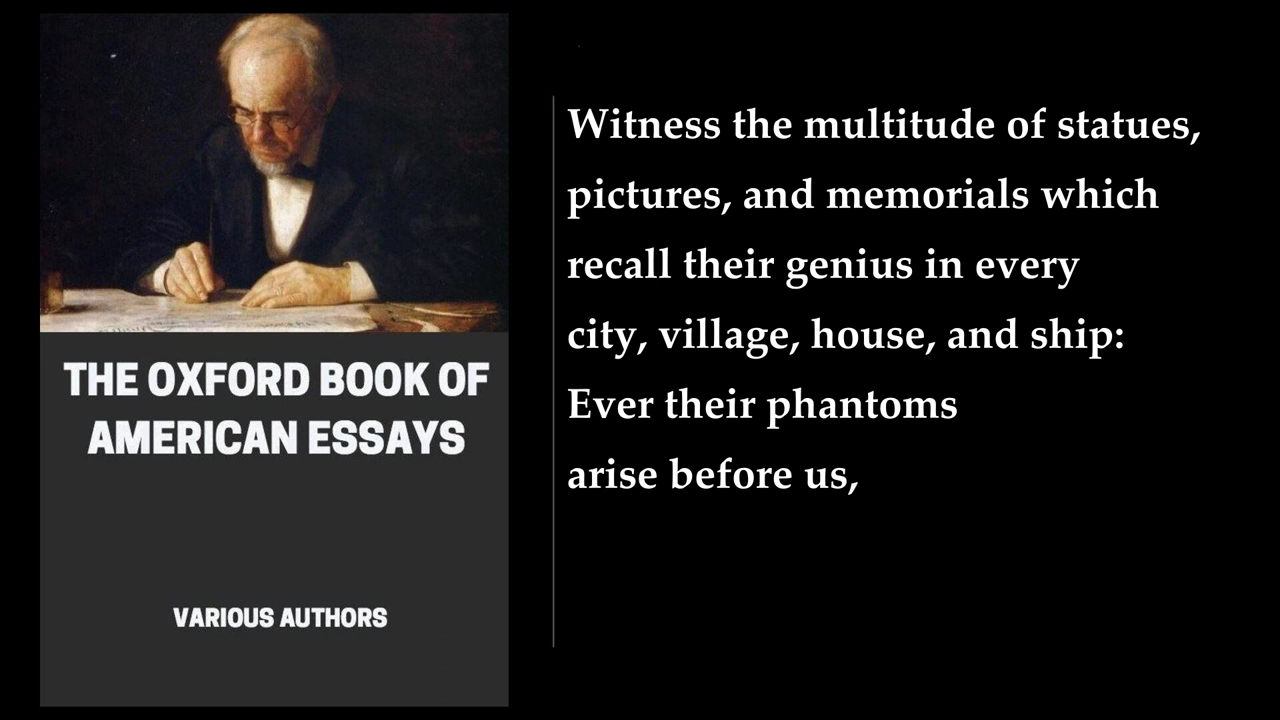 THE OXFORD BOOK OF
AMERICAN ESSAYS
VARIOUS AUTHORS
Witness the multitude of statues,
pictures, and memorials which
recall their genius in every
city, village, house, and ship:
Ever their phantoms
arise before us,